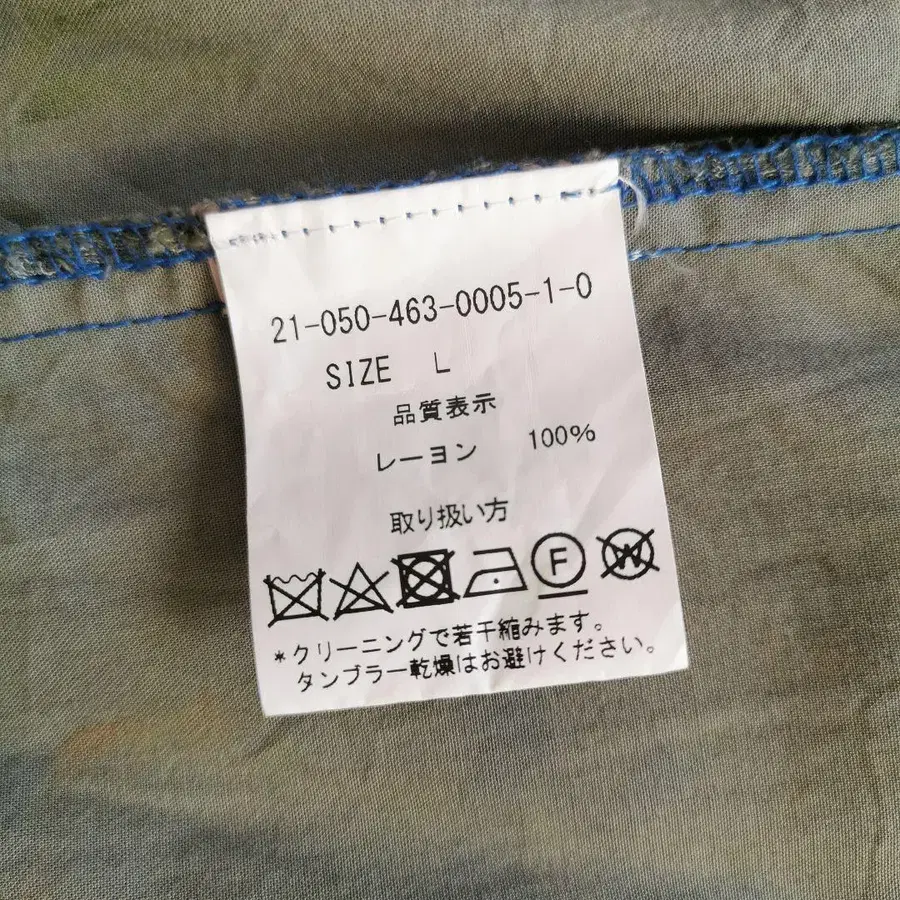 21-050-463-0005-1-0
SIZE L
品質表示
レーヨン 100%
取り扱い方
F W
*クリーニングで若干縮みます。
タンブラー乾燥はお避けください。